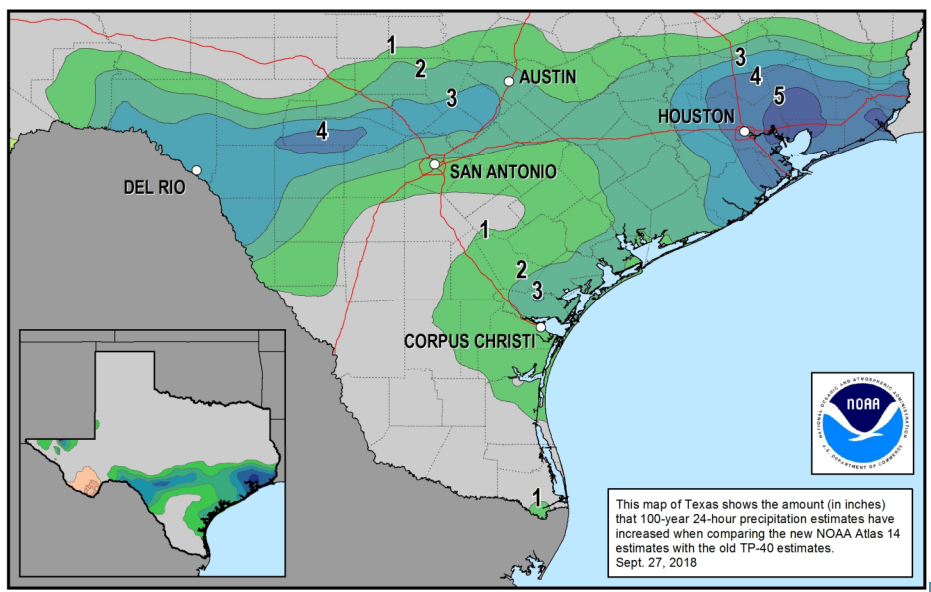 1
2
3
4
3
4
5
AUSTIN
HOUSTON
SAN ANTONIO
DEL RIO
1
2
3
CORPUS CHRISTI
1
NATIONAL OCEANIC AND ATMOSPHERIC ADMINISTRATION
NOAA
U.S. DEPARTMENT OF COMMERCE
This map of Texas shows the amount (in inches)
that 100-year 24-hour precipitation estimates have
increased when comparing the new NOAA Atlas 14
estimates with the old TP-40 estimates.
Sept. 27, 2018